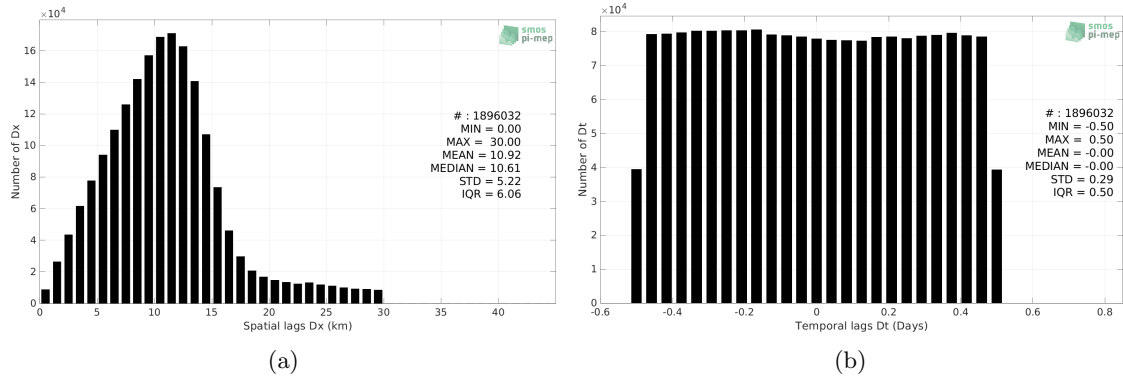 ×10⁴
smos
pi-mep
16
14
12
10
8
6
4
2
0
Number of Dx
# : 1896032
MIN = 0.00
MAX = 30.00
MEAN = 10.92
MEDIAN = 10.61
STD = 5.22
IQR = 6.06
0 5 10 15 20 25 30 35 40
Spatial lags Dx (km)
(a)
×10⁴
smos
pi-mep
8
7
6
5
4
3
2
1
0
Number of Dt
# : 1896032
MIN = -0.50
MAX = 0.50
MEAN = -0.00
MEDIAN = -0.00
STD = 0.29
IQR = 0.50
-0.6 -0.4 -0.2 0 0.2 0.4 0.6 0.8
Temporal lags Dt (Days)
(b)